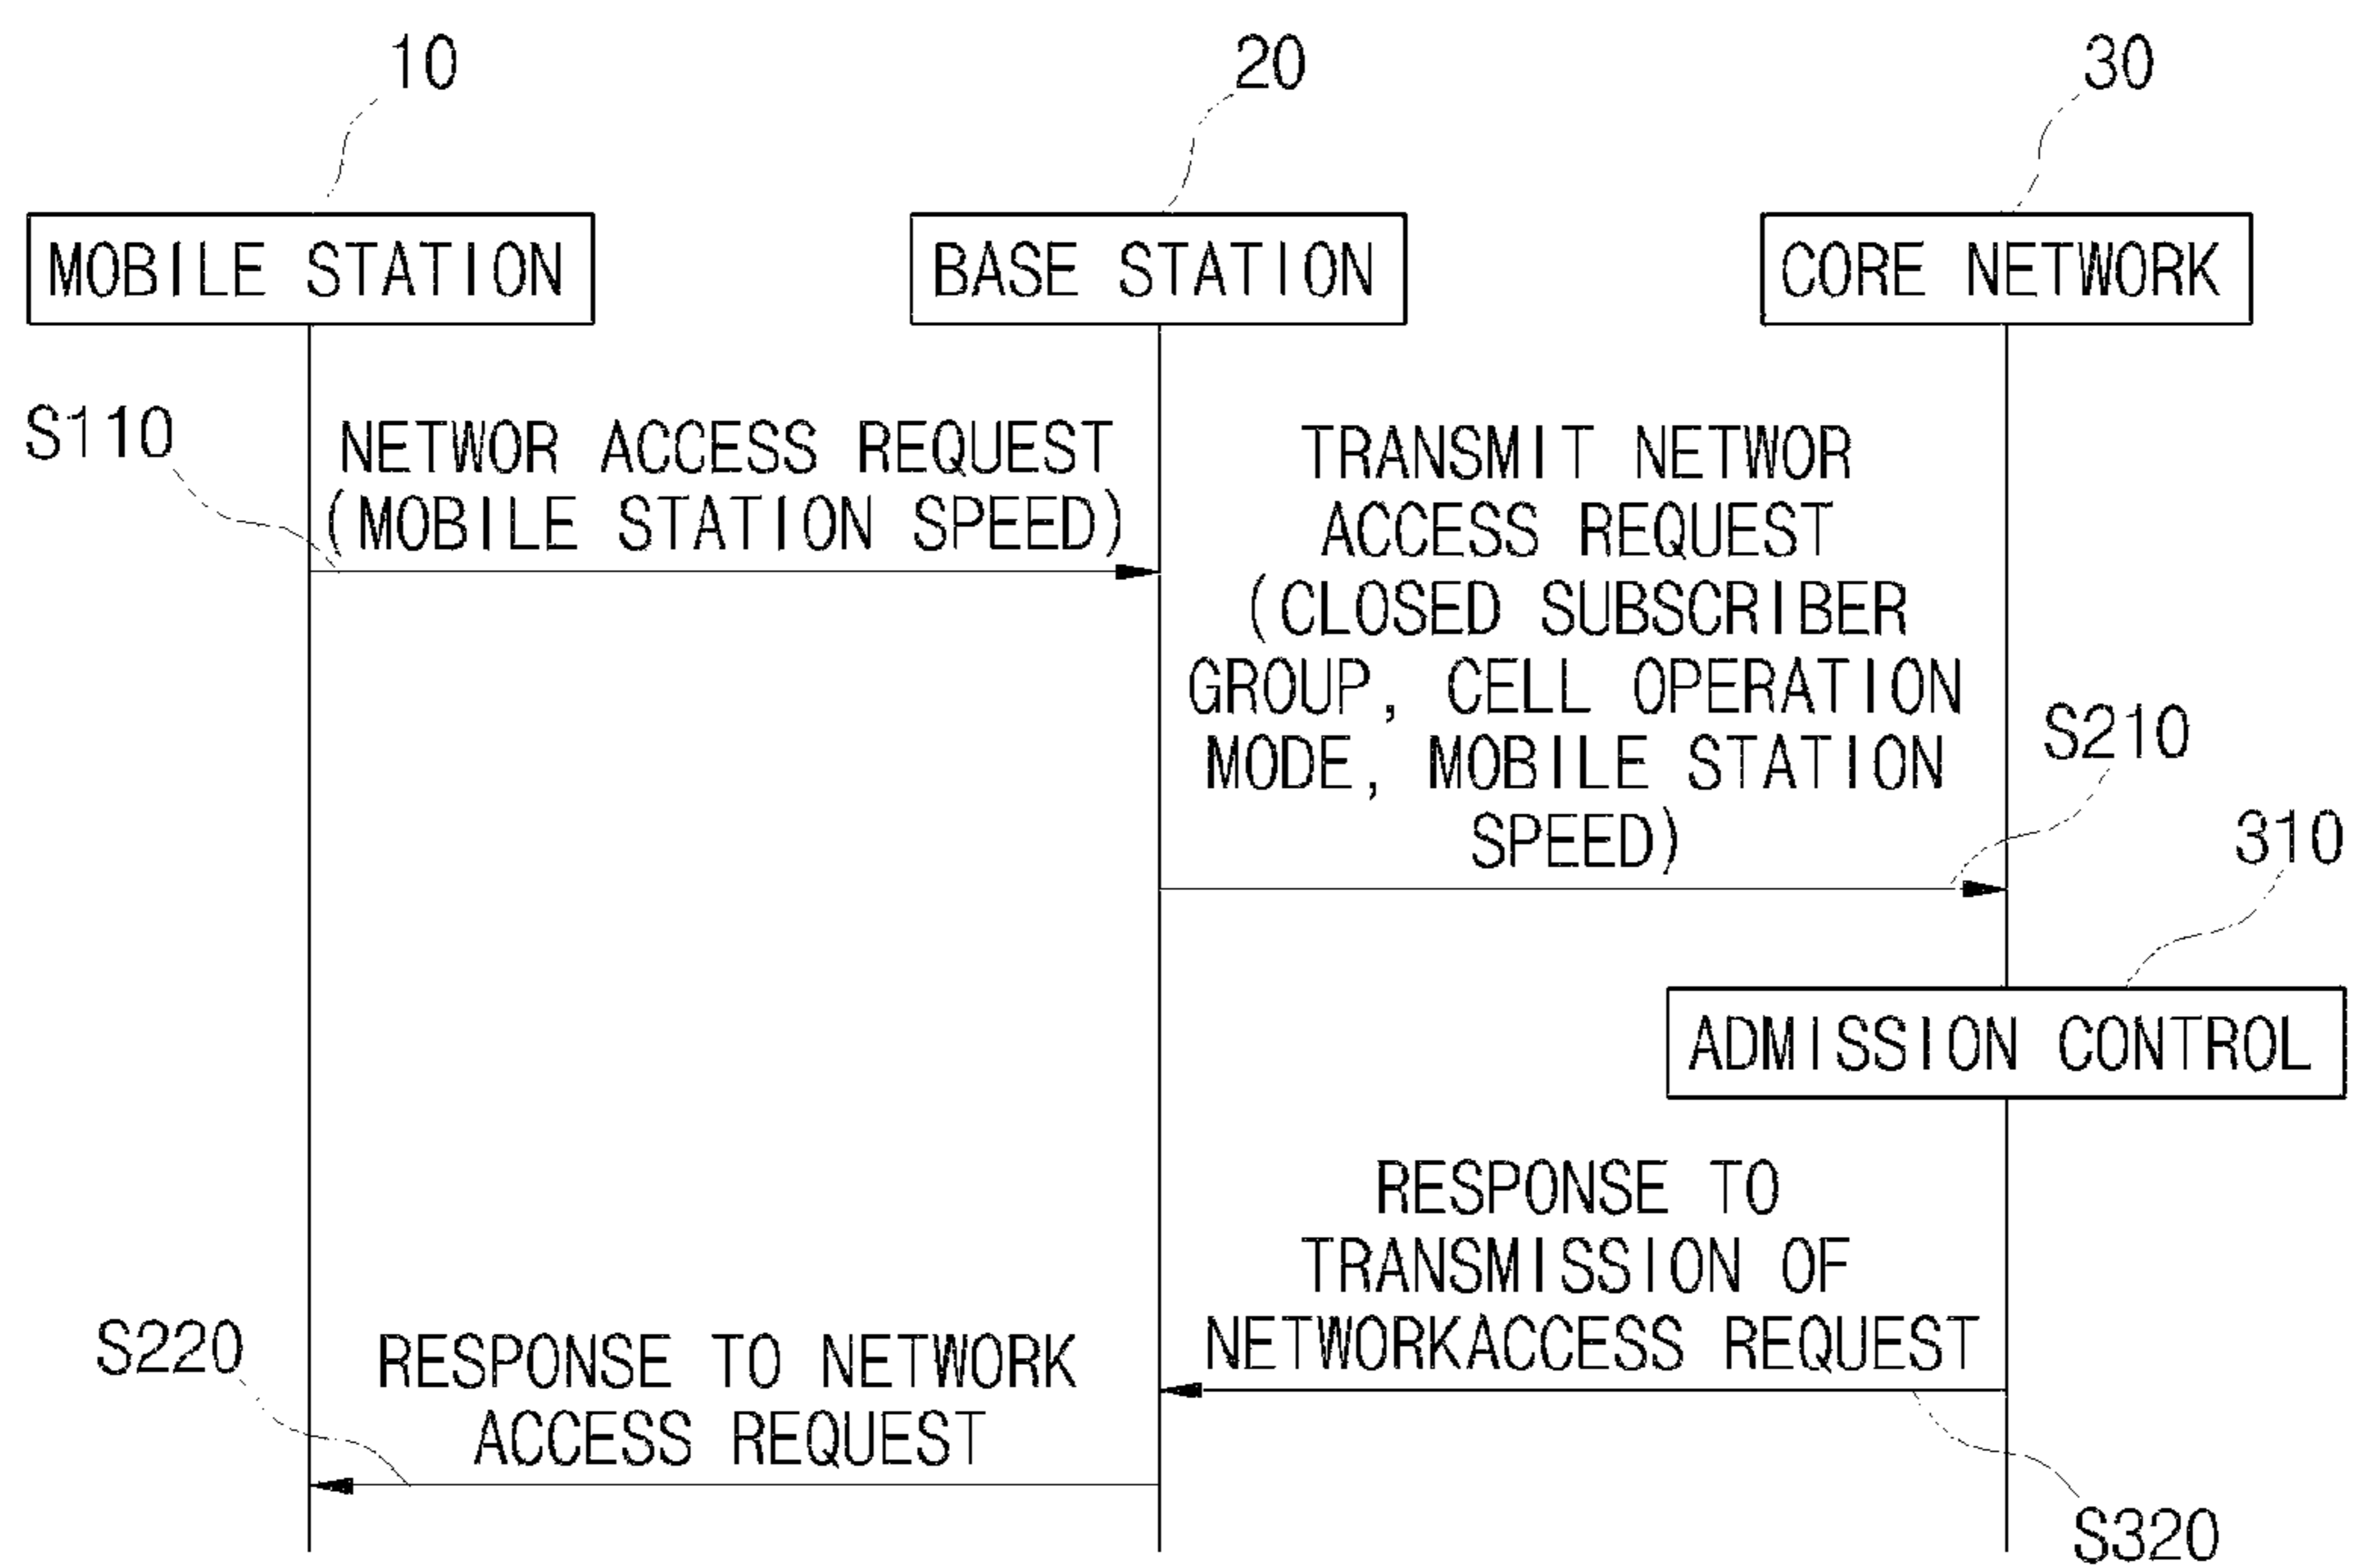 10
20
30
MOBILE STATION
BASE STATION
CORE NETWORK
S110
NETWOR ACCESS REQUEST
(MOBILE STATION SPEED)
TRANSMIT NETWOR
ACCESS REQUEST
(CLOSED SUBSCRIBER
GROUP, CELL OPERATION
MODE, MOBILE STATION
SPEED)
S210
310
ADMISSION CONTROL
RESPONSE TO
TRANSMISSION OF
NETWORKACCESS REQUEST
S320
S220
RESPONSE TO NETWORK
ACCESS REQUEST